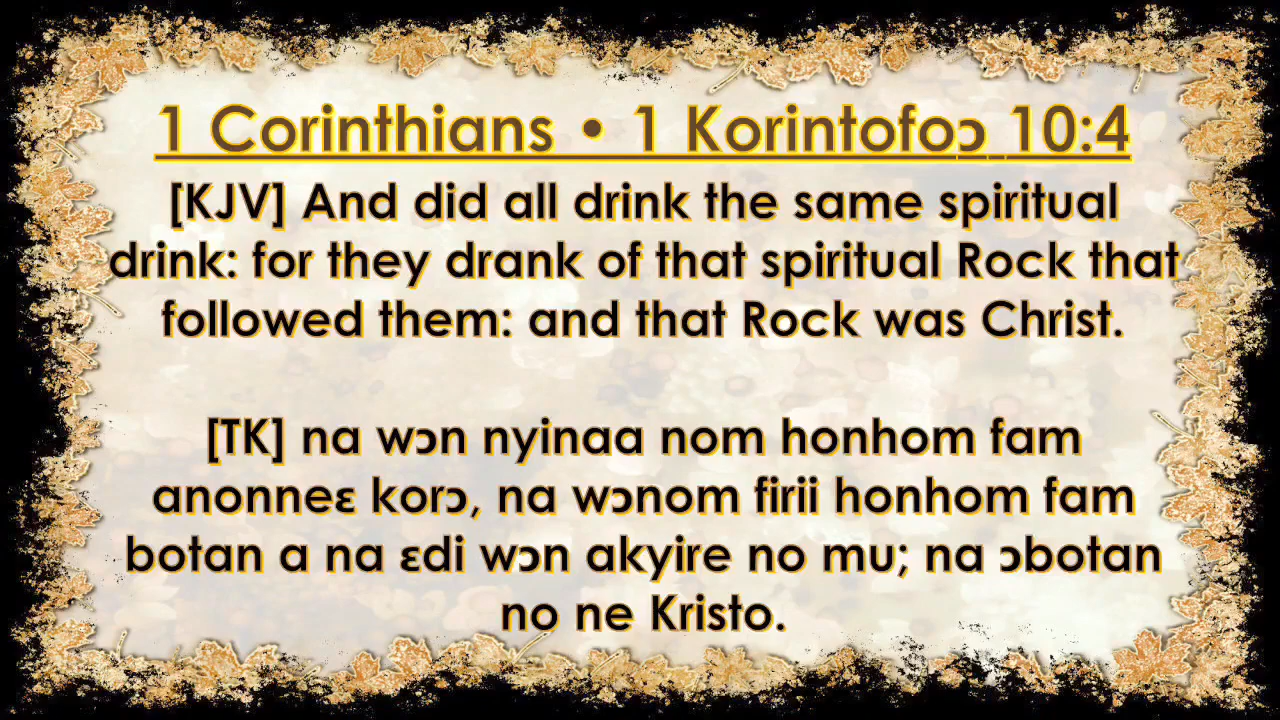 1 Corinthians • 1 Korintofoɔ 10:4
[KJV] And did all drink the same spiritual
drink: for they drank of that spiritual Rock that
followed them: and that Rock was Christ.
[TK] na wɔn nyinaa nom honhom fam
anonneɛ korɔ, na wɔnom firii honhom fam
botan a na ɛdi wɔn akyire no mu; na ɔbotan
no ne Kristo.